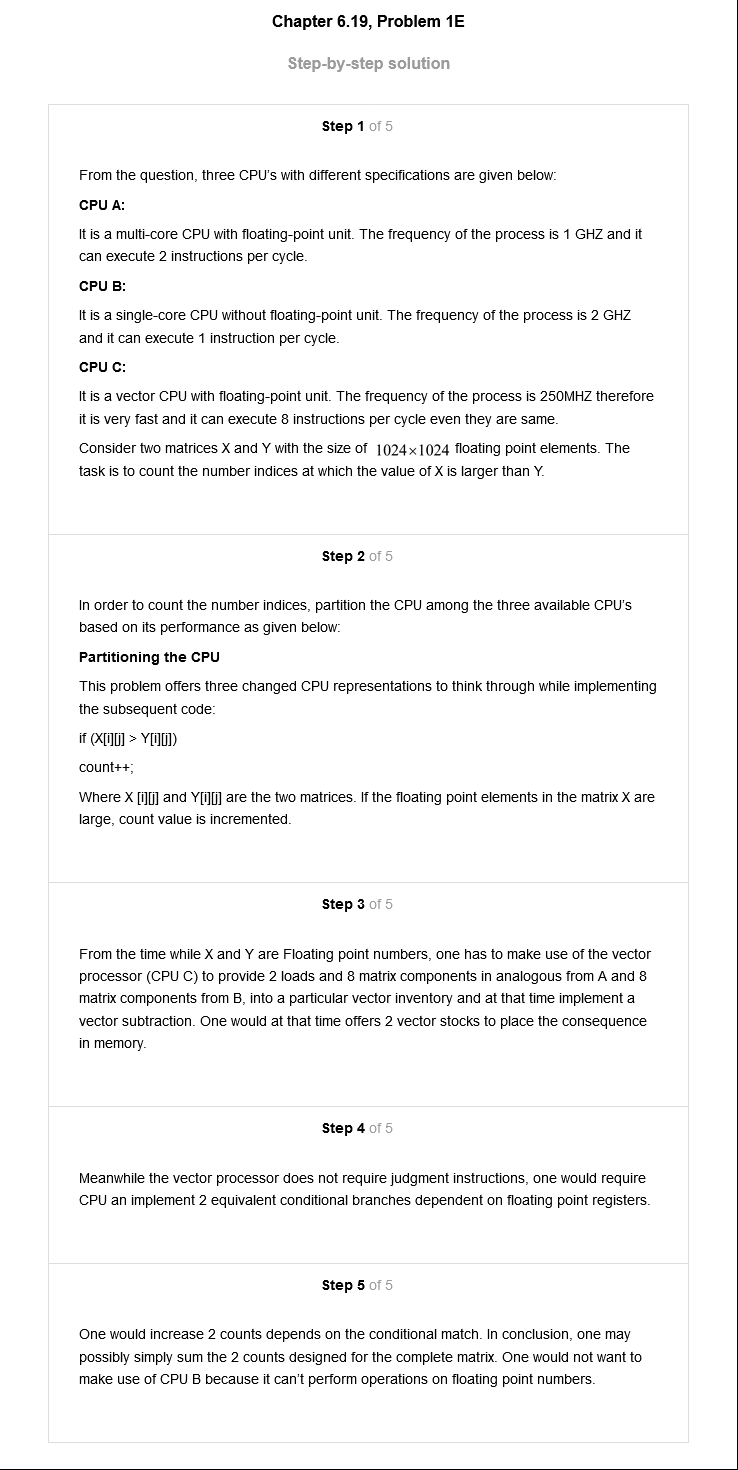 Chapter 6.19, Problem 1E
Step-by-step solution
Step 1 of 5
From the question, three CPU's with different specifications are given below:
CPU A:
It is a multi-core CPU with floating-point unit. The frequency of the process is 1 GHZ and it
can execute 2 instructions per cycle.
CPU B:
It is a single-core CPU without floating-point unit. The frequency of the process is 2 GHZ
and it can execute 1 instruction per cycle.
CPU C:
It is a vector CPU with floating-point unit. The frequency of the process is 250MHZ therefore
it is very fast and it can execute 8 instructions per cycle even they are same.
Consider two matrices X and Y with the size of 1024×1024 floating point elements. The
task is to count the number indices at which the value of X is larger than Y.
Step 2 of 5
In order to count the number indices, partition the CPU among the three available CPU's
based on its performance as given below:
Partitioning the CPU
This problem offers three changed CPU representations to think through while implementing
the subsequent code:
if (X[i][j] > Y[i][j])
count++;
Where X [i][j] and Y[i][j] are the two matrices. If the floating point elements in the matrix X are
large, count value is incremented.
Step 3 of 5
From the time while X and Y are Floating point numbers, one has to make use of the vector
processor (CPU C) to provide 2 loads and 8 matrix components in analogous from A and 8
matrix components from B, into a particular vector inventory and at that time implement a
vector subtraction. One would at that time offers 2 vector stocks to place the consequence
in memory.
Step 4 of 5
Meanwhile the vector processor does not require judgment instructions, one would require
CPU an implement 2 equivalent conditional branches dependent on floating point registers.
Step 5 of 5
One would increase 2 counts depends on the conditional match. In conclusion, one may
possibly simply sum the 2 counts designed for the complete matrix. One would not want to
make use of CPU B because it can't perform operations on floating point numbers.